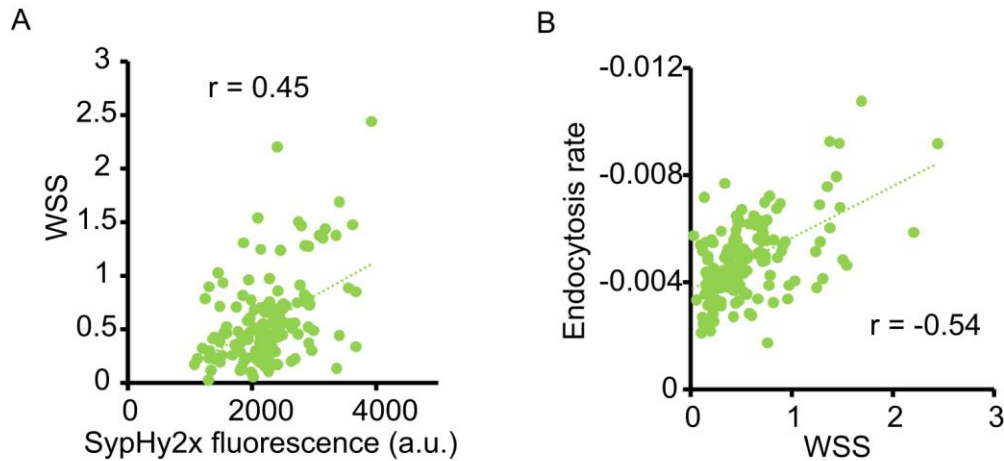 A
3
r = 0.45
2.5
2
WSS
1.5
1
0.5
0
0
2000
4000
SypHy2x fluorescence (a.u.)
B
-0.012
-0.008
Endocytosis rate
-0.004
r = -0.54
0
0
1
2
3
WSS